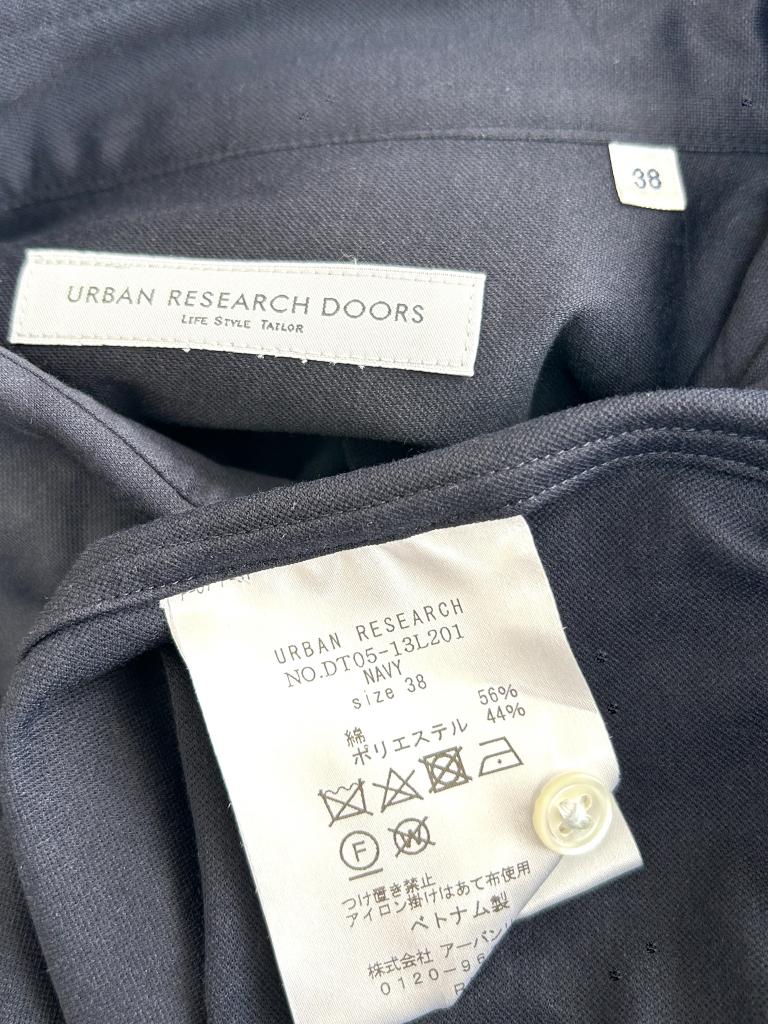 38
URBAN RESEARCH DOORS
LIFE STYLE TAILOR
URBAN RESEARCH
NO.DT05-13L201
NAVY
size 38
綿 56%
ポリエステル 44%
F W
つけ置き禁止
アイロン掛けはあて布使用
ベトナム製
株式会社 アーバン
0120-96